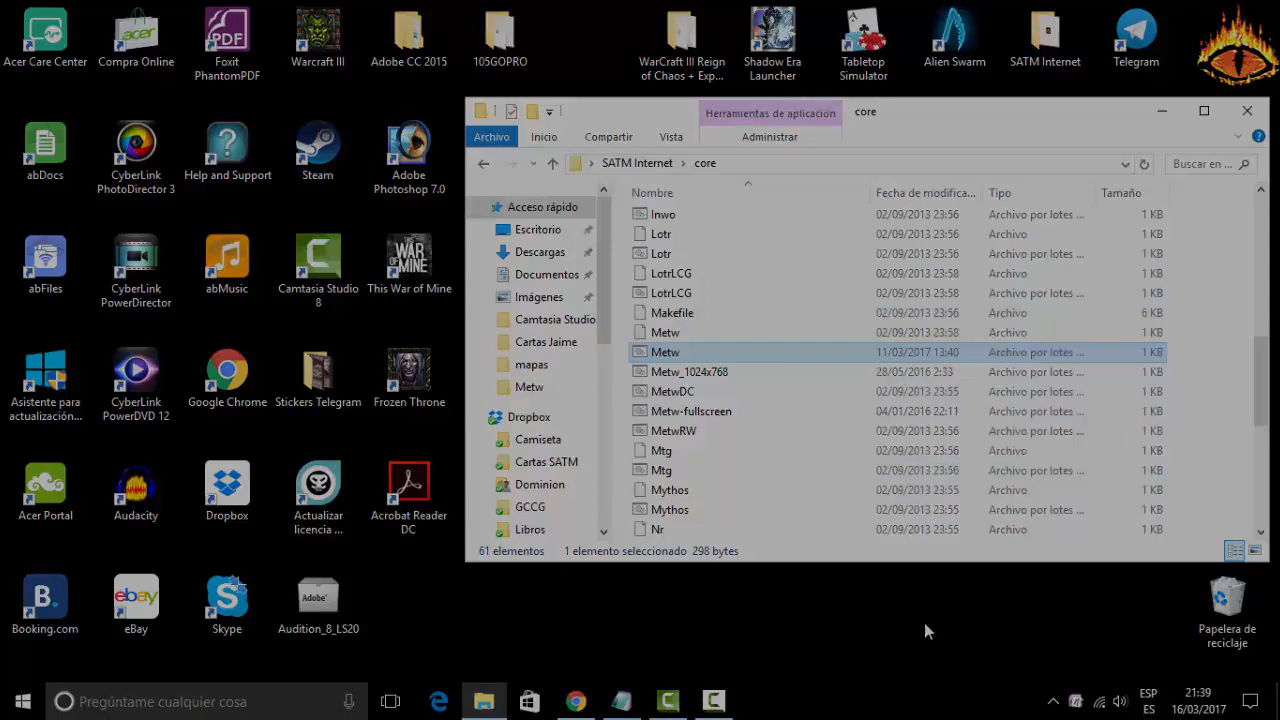 Acer Care Center
Compra Online
Foxit
PhantomPDF
Warcraft III
Adobe CC 2015
105GOPRO
WarCraft III Reign
of Chaos + Exp...
Shadow Era
Launcher
Tabletop
Simulator
Alien Swarm
SATM Internet
Telegram
abDocs
CyberLink
PhotoDirector 3
Help and Support
Steam
Adobe
Photoshop 7.0
abFiles
CyberLink
PowerDirector
abMusic
Camtasia Studio
8
This War of Mine
Asistente para
actualización...
CyberLink
PowerDVD 12
Google Chrome
Stickers Telegram
Frozen Throne
Acer Portal
Audacity
Dropbox
Actualizar
licencia ...
Acrobat Reader
DC
Booking.com
eBay
Skype
Audition_8_LS20
Papelera de
reciclaje
Herramientas de aplicación
core
Archivo
Inicio
Compartir
Vista
Administrar
SATM Internet
core
Buscar en ...
Acceso rápido
Escritorio
Descargas
Documentos
Imágenes
Camtasia Studio
Cartas Jaime
mapas
Metw
Dropbox
Camiseta
Cartas SATM
Dominion
GCCG
Libros
Nombre Fecha de modifica... Tipo Tamaño
Inwo 02/09/2013 23:56 Archivo por lotes ... 1 KB
Lotr 02/09/2013 23:56 Archivo 1 KB
Lotr 02/09/2013 23:56 Archivo por lotes ... 1 KB
LotrLCG 02/09/2013 23:58 Archivo 1 KB
LotrLCG 02/09/2013 23:58 Archivo por lotes ... 1 KB
Makefile 02/09/2013 23:56 Archivo 6 KB
Metw 02/09/2013 23:58 Archivo 1 KB
Metw 11/03/2017 13:40 Archivo por lotes ... 1 KB
Metw_1024x768 28/05/2016 2:33 Archivo por lotes ... 1 KB
MetwDC 02/09/2013 23:56 Archivo por lotes ... 1 KB
Metw-fullscreen 04/01/2016 22:11 Archivo por lotes ... 1 KB
MetwRW 02/09/2013 23:56 Archivo por lotes ... 1 KB
Mtg 02/09/2013 23:56 Archivo 1 KB
Mtg 02/09/2013 23:56 Archivo por lotes ... 1 KB
Mythos 02/09/2013 23:55 Archivo 1 KB
Mythos 02/09/2013 23:55 Archivo por lotes ... 1 KB
Nr 02/09/2013 23:55 Archivo 1 KB
61 elementos 1 elemento seleccionado 298 bytes
Pregúntame cualquier cosa
ESP
ES
21:39
16/03/2017